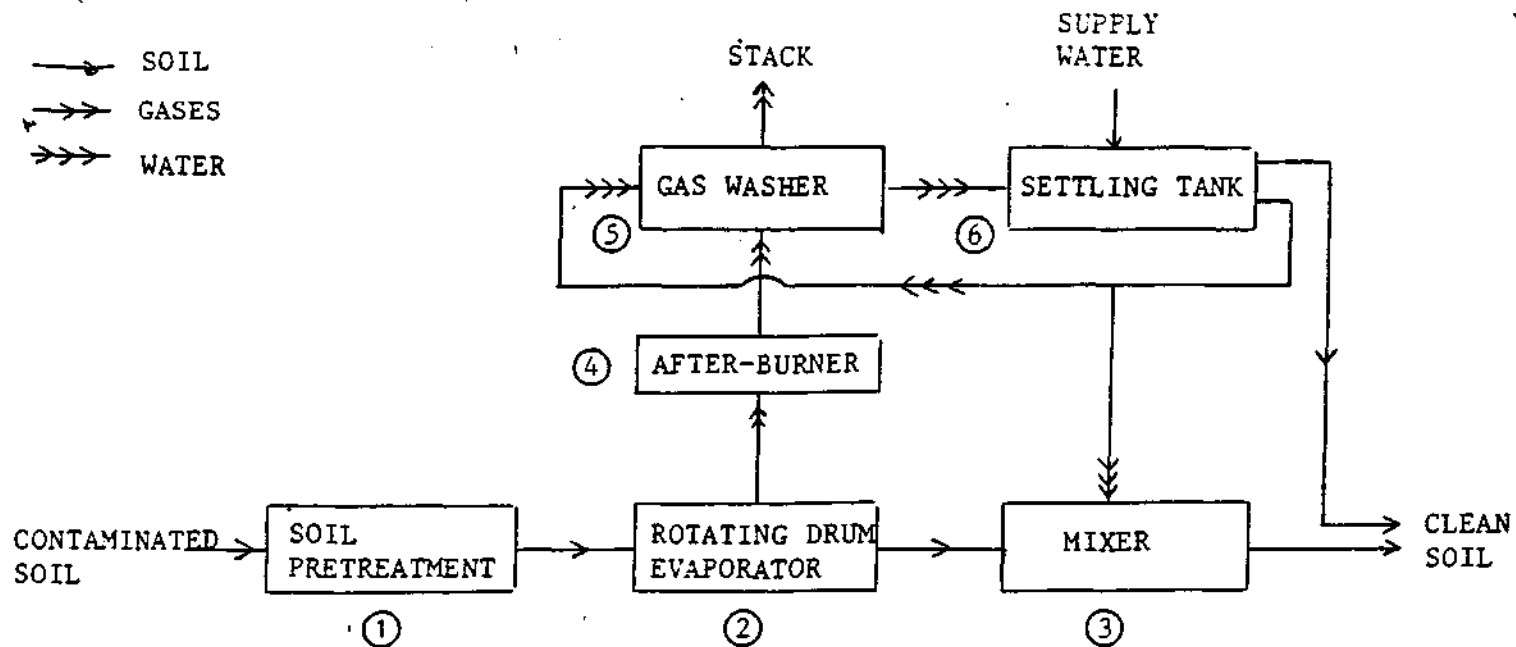 SOIL
GASES
WATER
STACK
SUPPLY
WATER
GAS WASHER
SETTLING TANK
5
6
4
AFTER-BURNER
CONTAMINATED
SOIL
SOIL
PRETREATMENT
ROTATING DRUM
EVAPORATOR
MIXER
CLEAN
SOIL
1
2
3